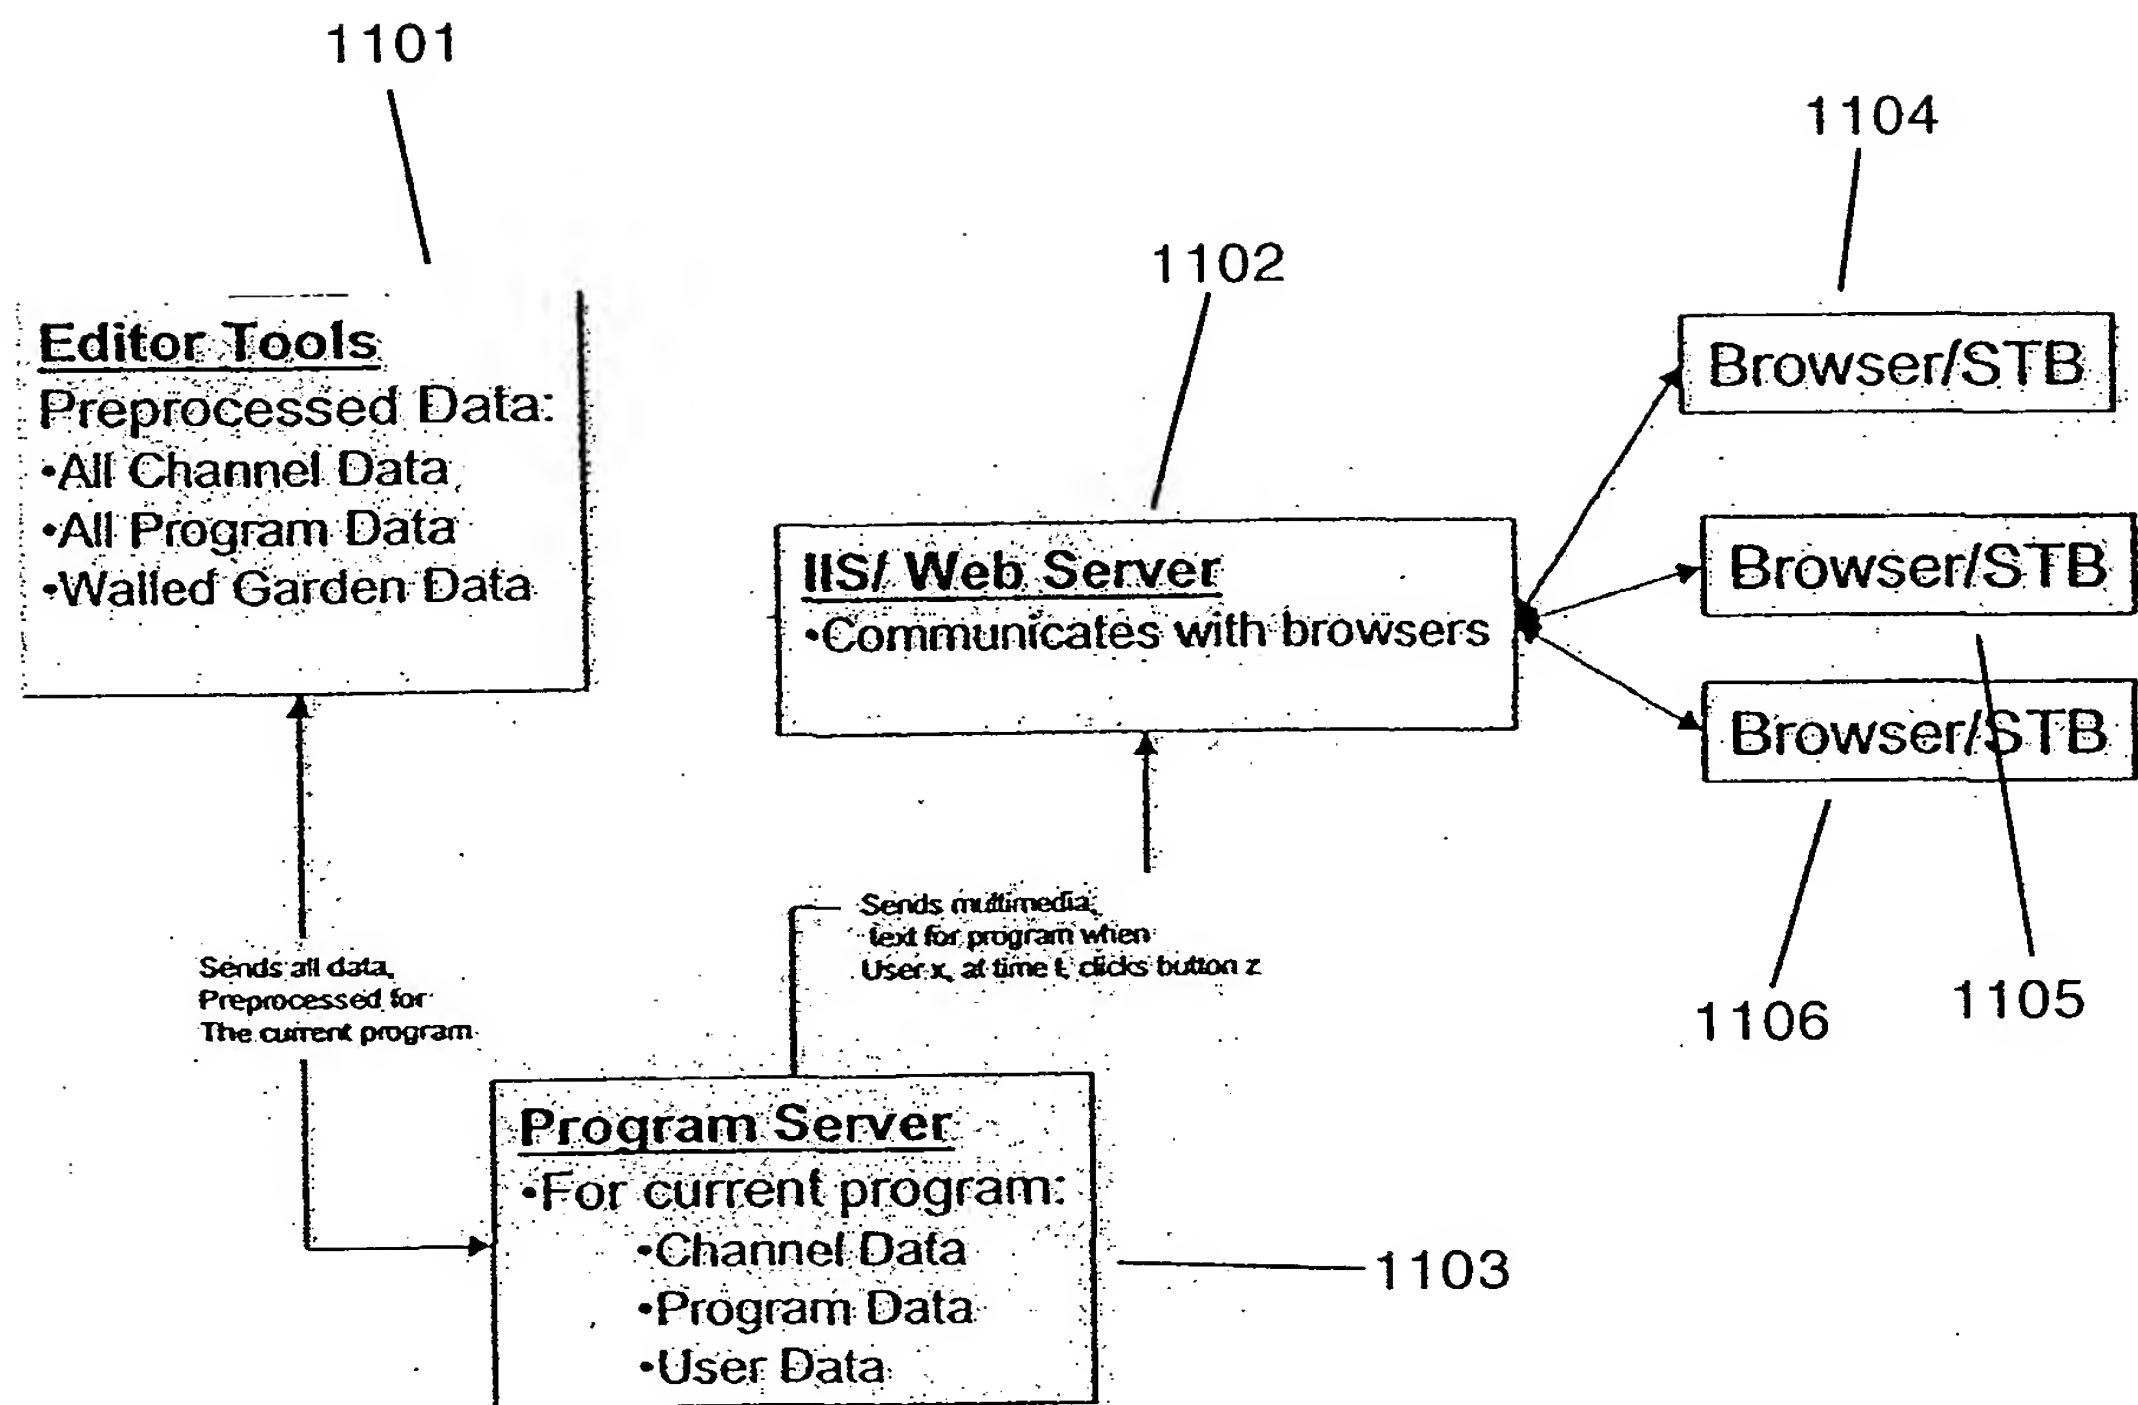 1101
1104
1102
Editor Tools
Preprocessed Data:
•All Channel Data
•All Program Data
•Walled Garden Data
IIS/ Web Server
•Communicates with browsers
Browser/STB
Browser/STB
Browser/STB
1105
1106
Sends all data,
Preprocessed for
The current program
Sends multimedia,
text for program when
User x, at time t, clicks button z
Program Server
•For current program:
•Channel Data
•Program Data
•User Data
1103